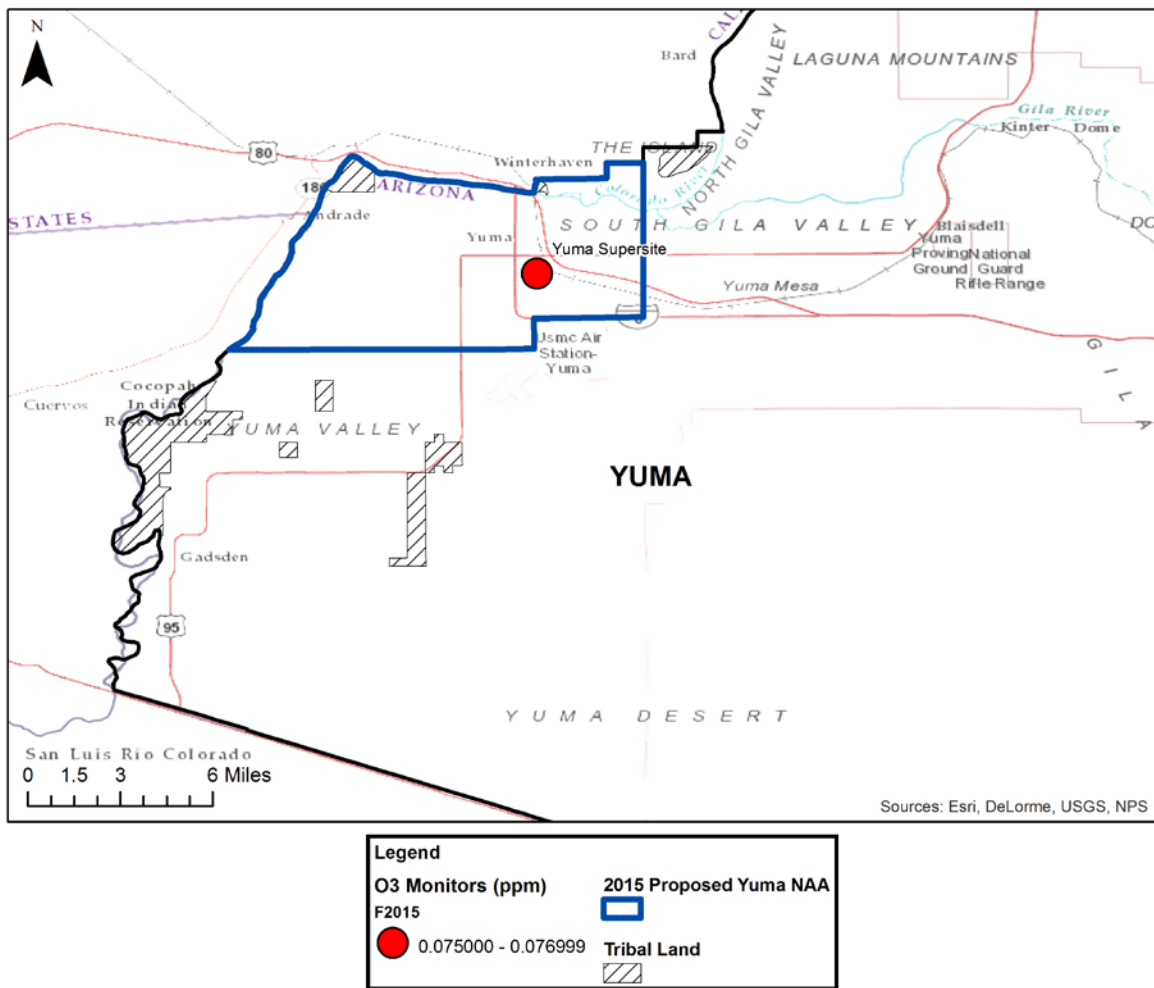 N
CAL
Bard
LAGUNA MOUNTAINS
NORTH GILA VALLEY
Gila River
Kinter
Dome
80
THE ISLAND
Winterhaven
186
ARIZONA
Colorado River
STATES
Andrade
SOUTH GILA VALLEY
DO
Yuma
Yuma Supersite
Blaisdell
Yuma
Proving
Ground
National
Guard
Rifle-Range
Yuma Mesa
8
Usmc Air
Station-
Yuma
GILA
Cocopah
Indian
Reservation
Cuervos
YUMA VALLEY
YUMA
Gadsden
95
YUMA DESERT
San Luis Río Colorado
0 1.5 3 6 Miles
Sources: Esri, DeLorme, USGS, NPS
Legend
O3 Monitors (ppm)
F2015
0.075000 - 0.076999
2015 Proposed Yuma NAA
Tribal Land